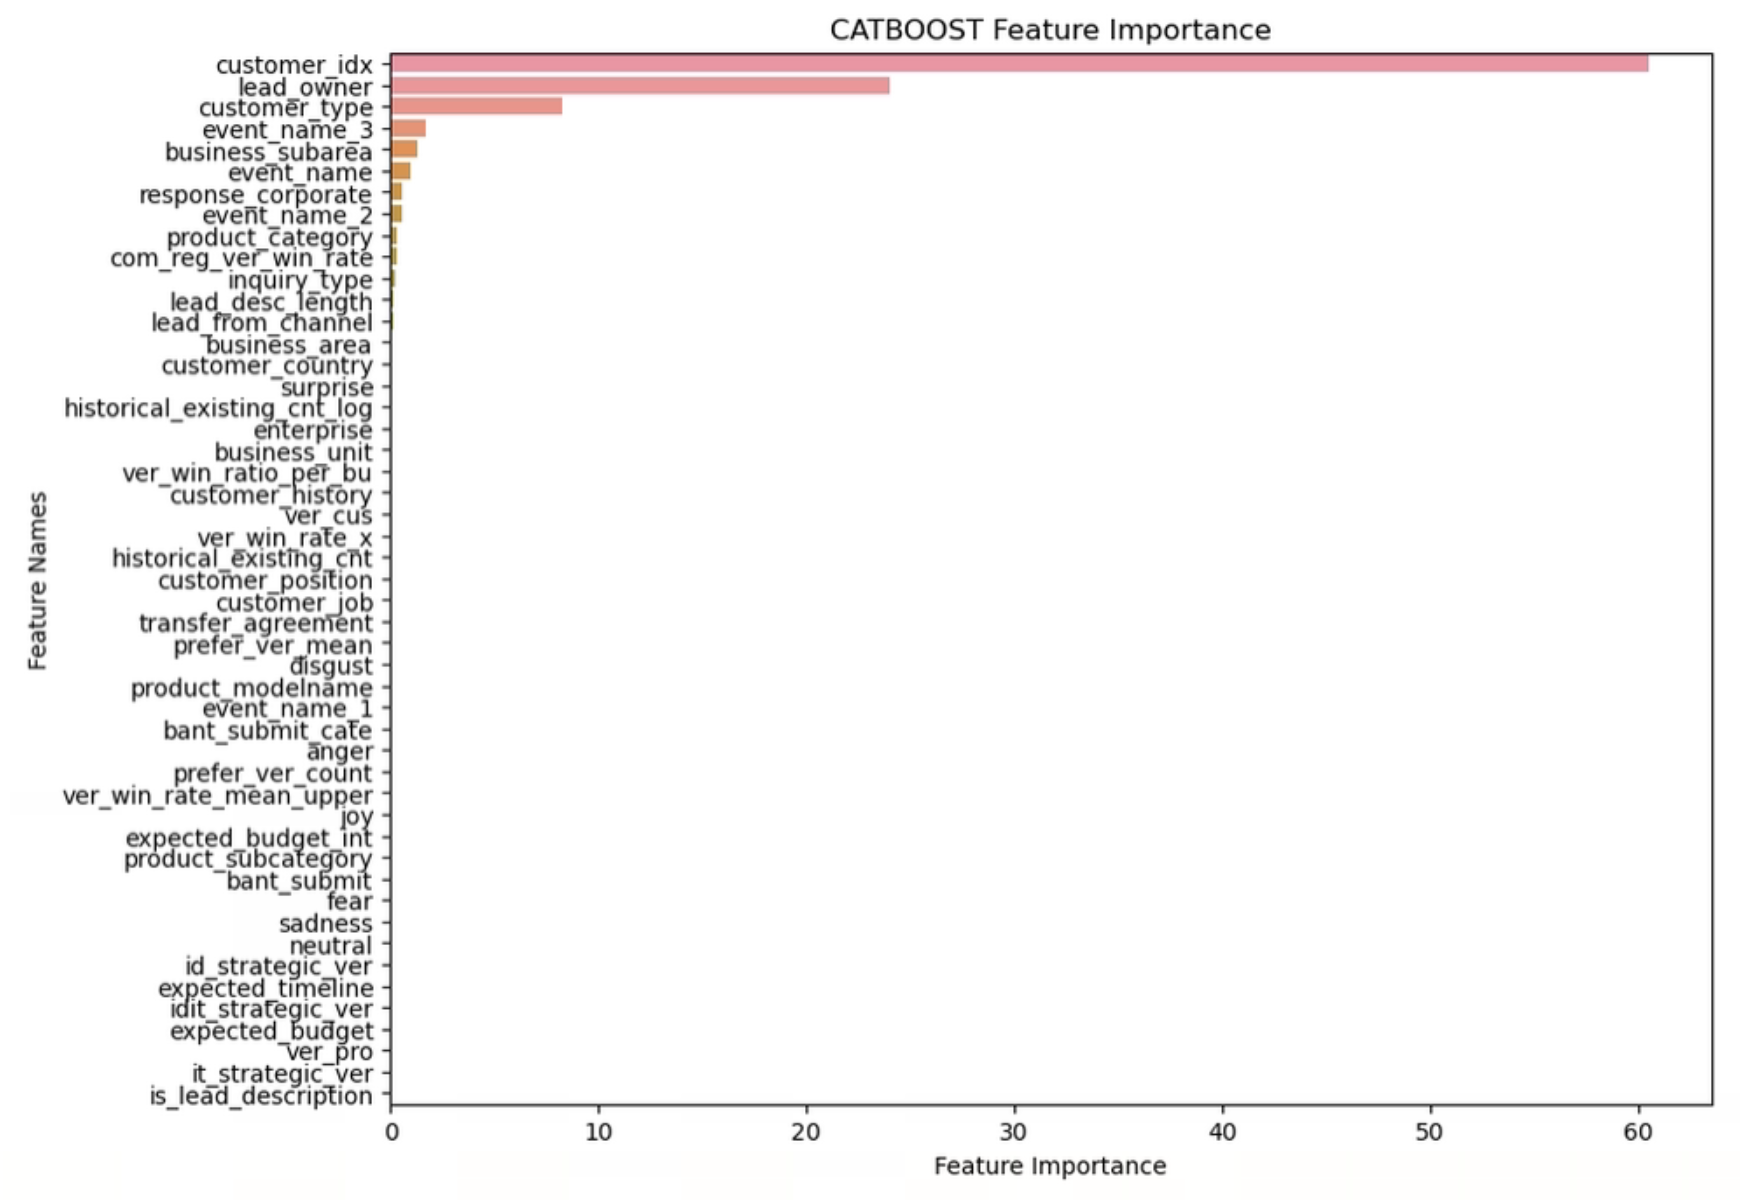 CATBOOST Feature Importance
customer_idx
lead_owner
customer_type
event_name_3
business_subarea
event_name
response_corporate
event_name_2
product_category
com_reg_ver_win_rate
inquiry_type
lead_desc_length
lead_from_channel
business_area
customer_country
surprise
historical_existing_cnt_log
enterprise
business_unit
ver_win_ratio_per_bu
customer_history
ver_cus
ver_win_rate_x
historical_existing_cnt
customer_position
customer_job
transfer_agreement
prefer_ver_mean
disgust
product_modelname
event_name_1
bant_submit_cate
anger
prefer_ver_count
ver_win_rate_mean_upper
joy
expected_budget_int
product_subcategory
bant_submit
fear
sadness
neutral
id_strategic_ver
expected_timeline
idit_strategic_ver
expected_budget
ver_pro
it_strategic_ver
is_lead_description
Feature Names
0 10 20 30 40 50 60
Feature Importance